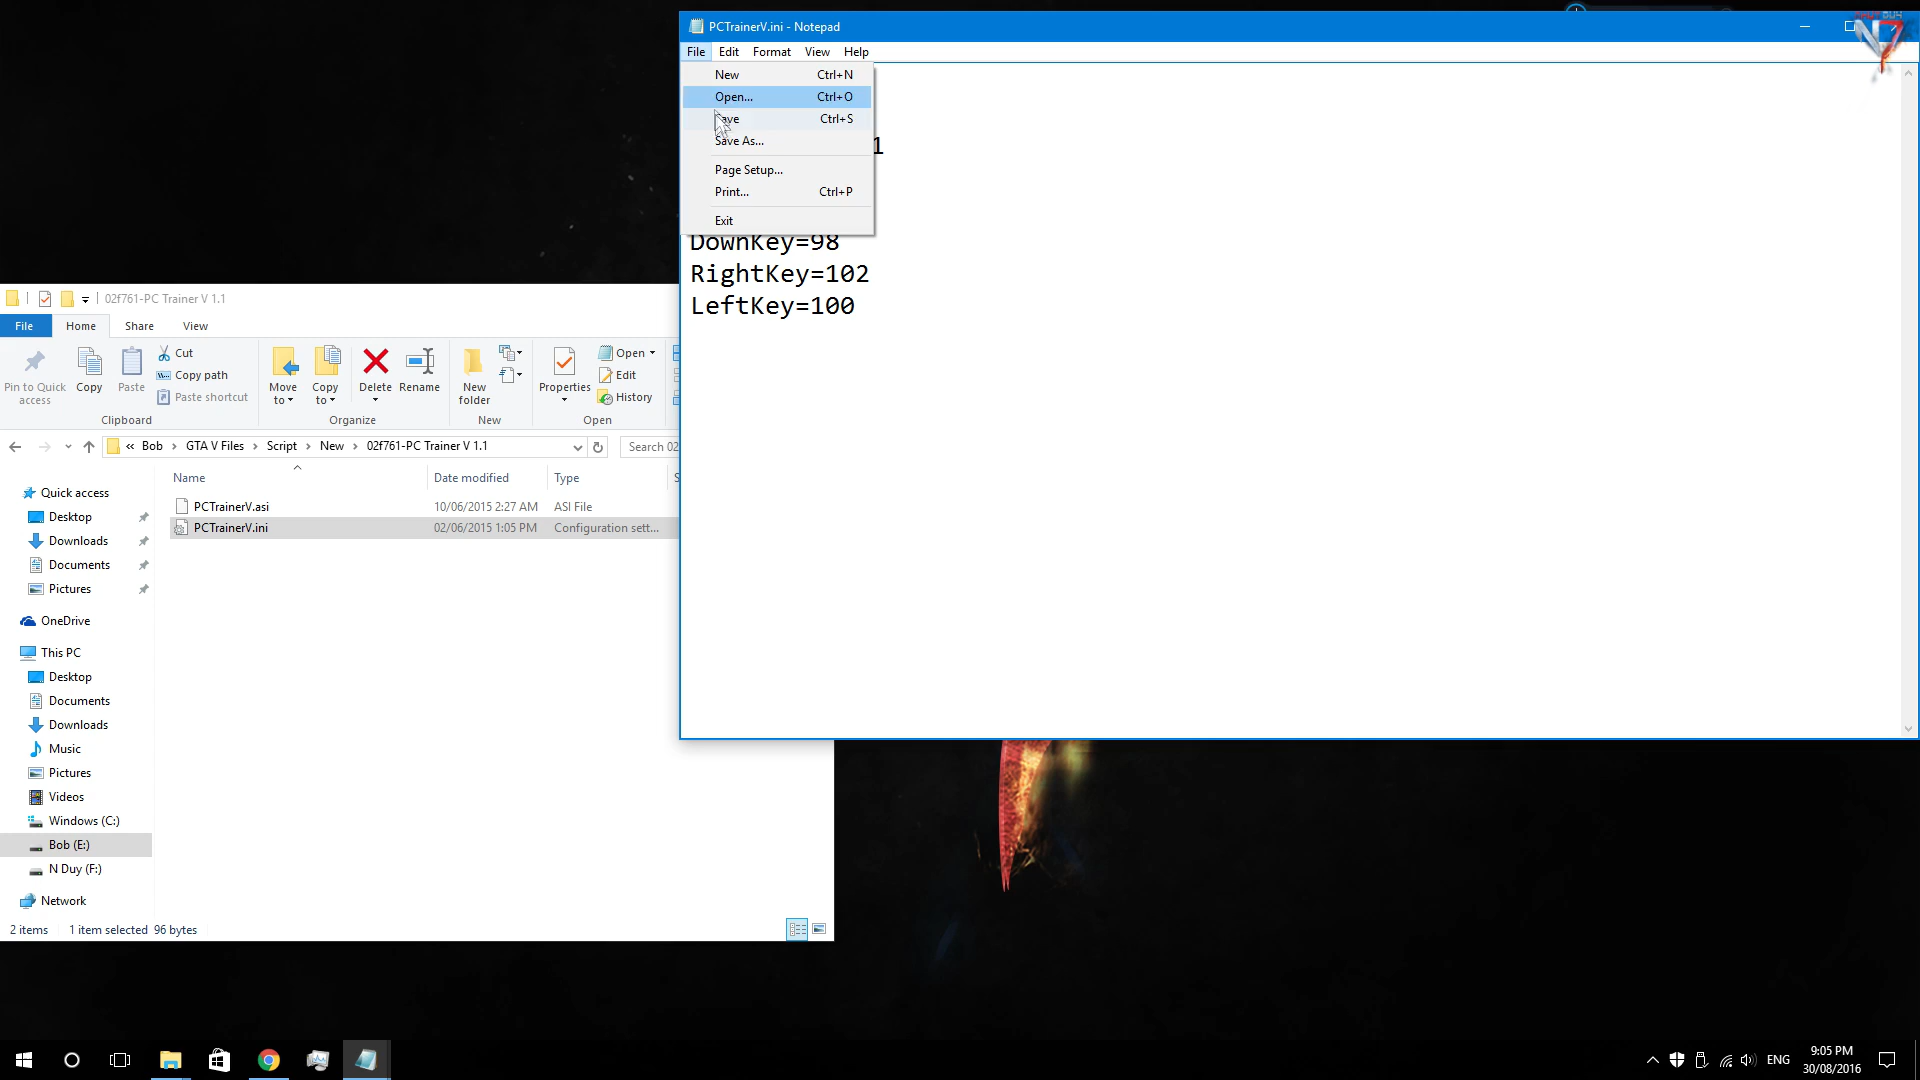 PCTrainerV.ini - Notepad
File Edit Format View Help
New Ctrl+N
Open... Ctrl+O
Save As...
Ctrl+S
Page Setup...
Print... Ctrl+P
Exit
1
DownKey=98
RightKey=102
LeftKey=100
02f761-PC Trainer V 1.1
File Home Share View
Pin to Quick access
Copy
Paste
Cut
Copy path
Paste shortcut
Clipboard
Move to
Copy to
Delete
Rename
Organize
New folder
New
Properties
Open
Edit
History
Open
« Bob > GTA V Files > Script > New > 02f761-PC Trainer V 1.1
Search 02
Name Date modified Type
PCTrainerV.asi 10/06/2015 2:27 AM ASI File
PCTrainerV.ini 02/06/2015 1:05 PM Configuration sett...
Quick access
Desktop
Downloads
Documents
Pictures
OneDrive
This PC
Desktop
Documents
Downloads
Music
Pictures
Videos
Windows (C:)
Bob (E:)
N Duy (F:)
Network
2 items 1 item selected 96 bytes
ENG
9:05 PM
30/08/2016